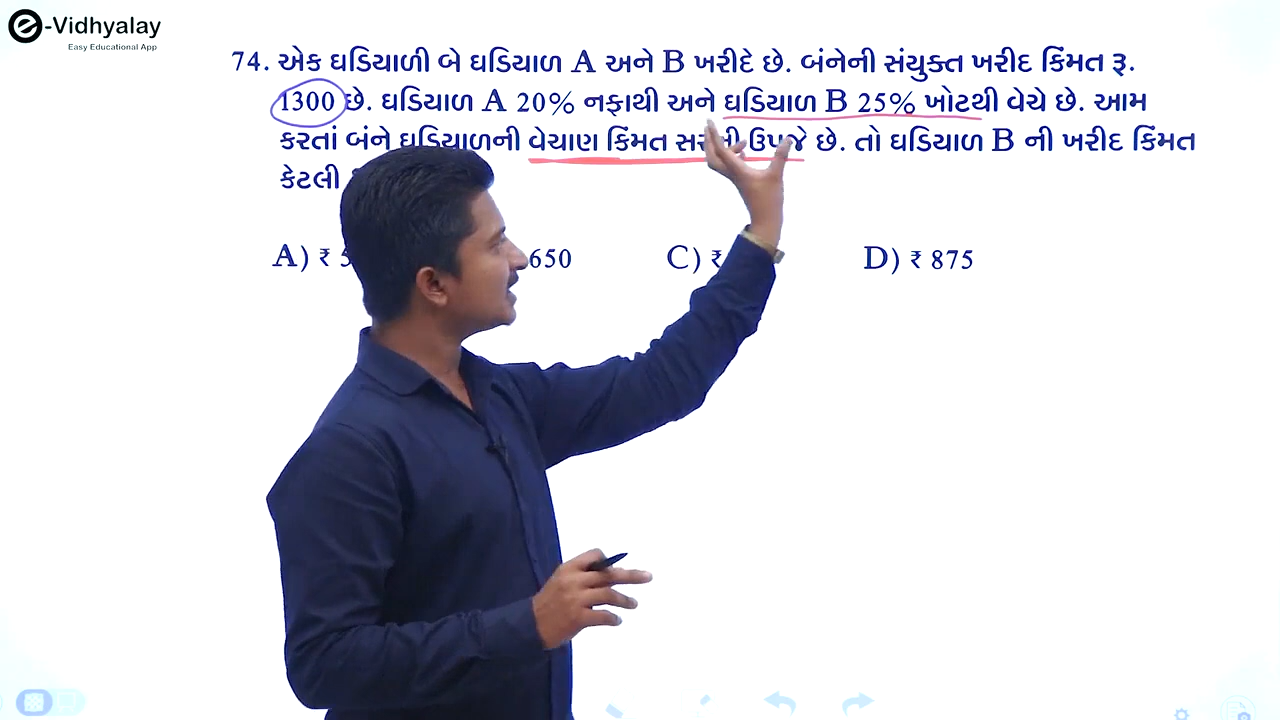 e-Vidhyalay
Easy Educational App
74. એક ઘડિયાળી બે ઘડિયાળ A અને B ખરીદે છે. બંનેની સંયુક્ત ખરીદ કિંમત રૂ.
1300 છે. ઘડિયાળ A 20% નફાથી અને ઘડિયાળ B 25% ખોટથી વેચે છે. આમ
કરતાં બંને ઘડિયાળની વેચાણ કિંમત ઉપજે છે. તો ઘડિયાળ B ની ખરીદ કિંમત
કેટલી
A) ₹ 5 650 C) ₹ D) ₹ 875